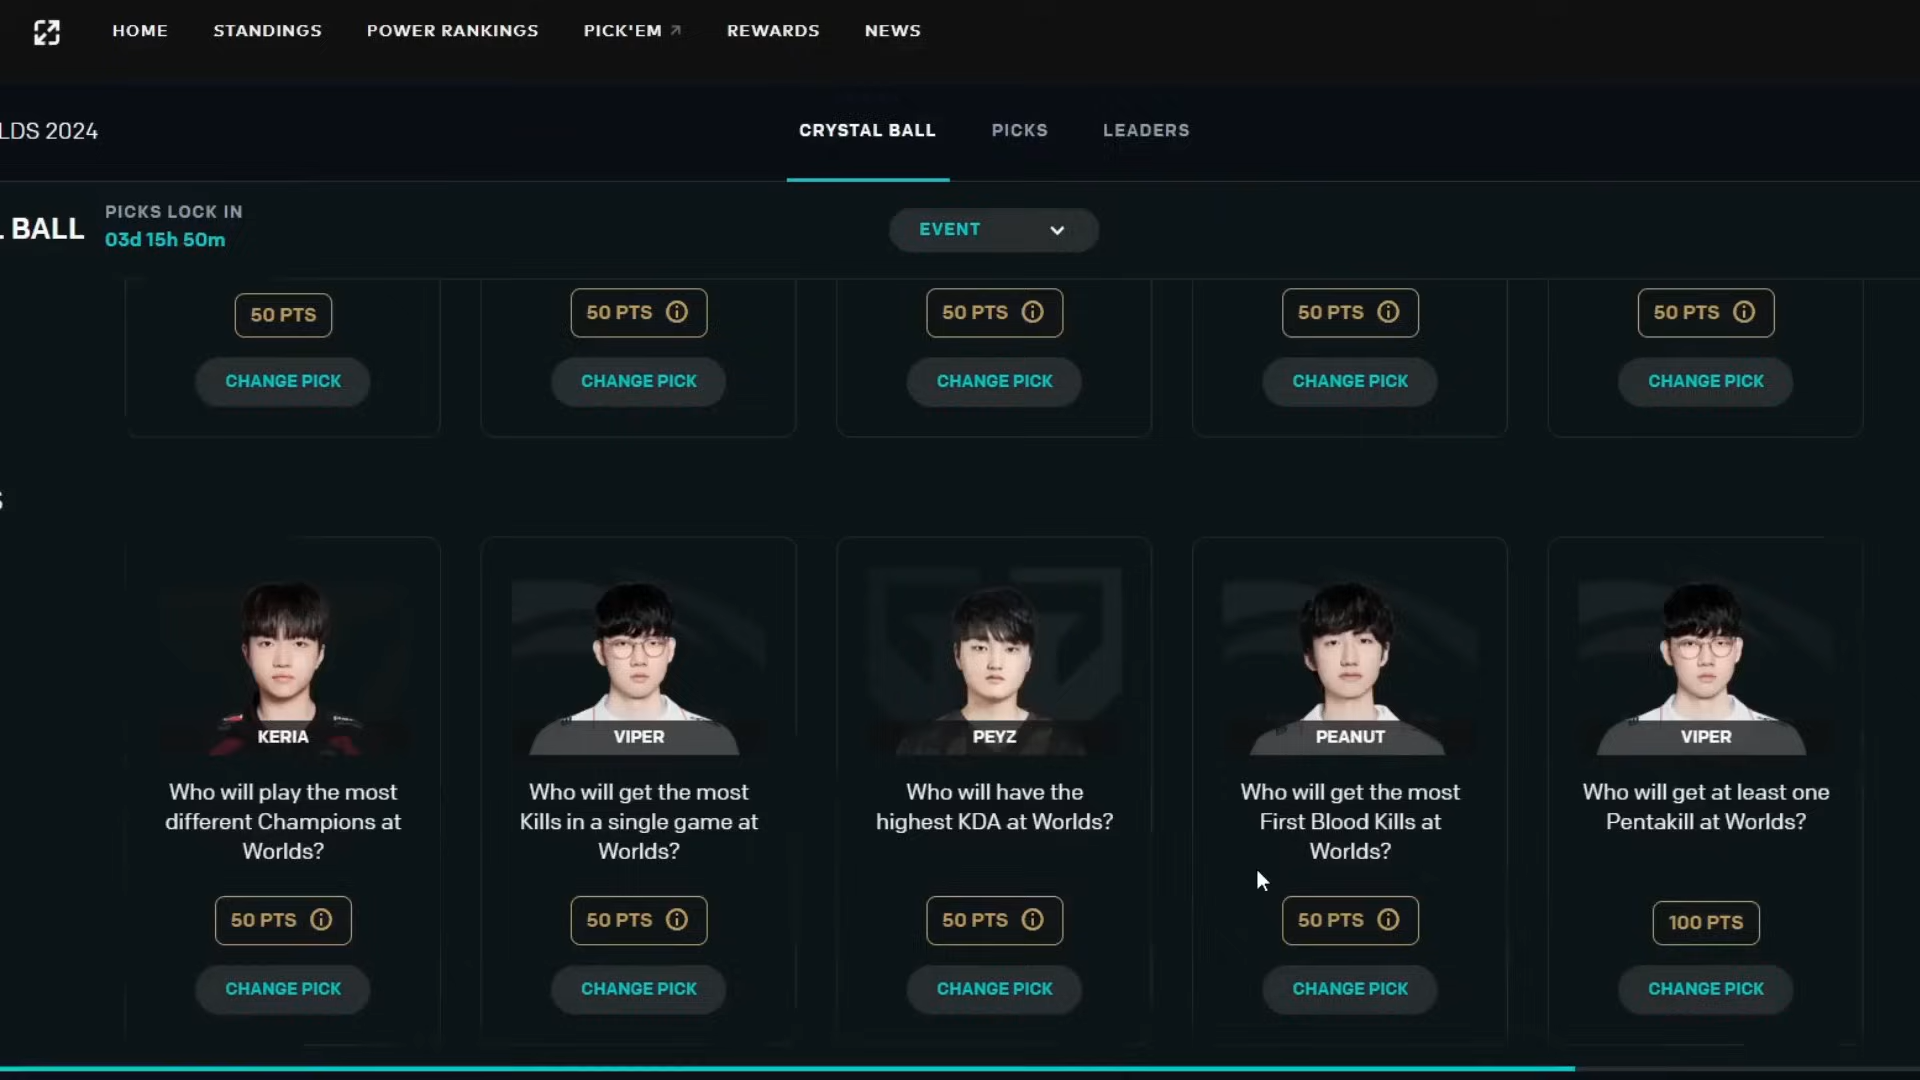 HOME STANDINGS POWER RANKINGS PICK'EM REWARDS NEWS
LDS 2024
CRYSTAL BALL PICKS LEADERS
BALL
PICKS LOCK IN
03d 15h 50m
EVENT
50 PTS 50 PTS 50 PTS 50 PTS 50 PTS
CHANGE PICK CHANGE PICK CHANGE PICK CHANGE PICK CHANGE PICK
S
KERIA
Who will play the most
different Champions at
Worlds?
50 PTS
CHANGE PICK
VIPER
Who will get the most
Kills in a single game at
Worlds?
50 PTS
CHANGE PICK
PEYZ
Who will have the
highest KDA at Worlds?
50 PTS
CHANGE PICK
PEANUT
Who will get the most
First Blood Kills at
Worlds?
50 PTS
CHANGE PICK
VIPER
Who will get at least one
Pentakill at Worlds?
100 PTS
CHANGE PICK